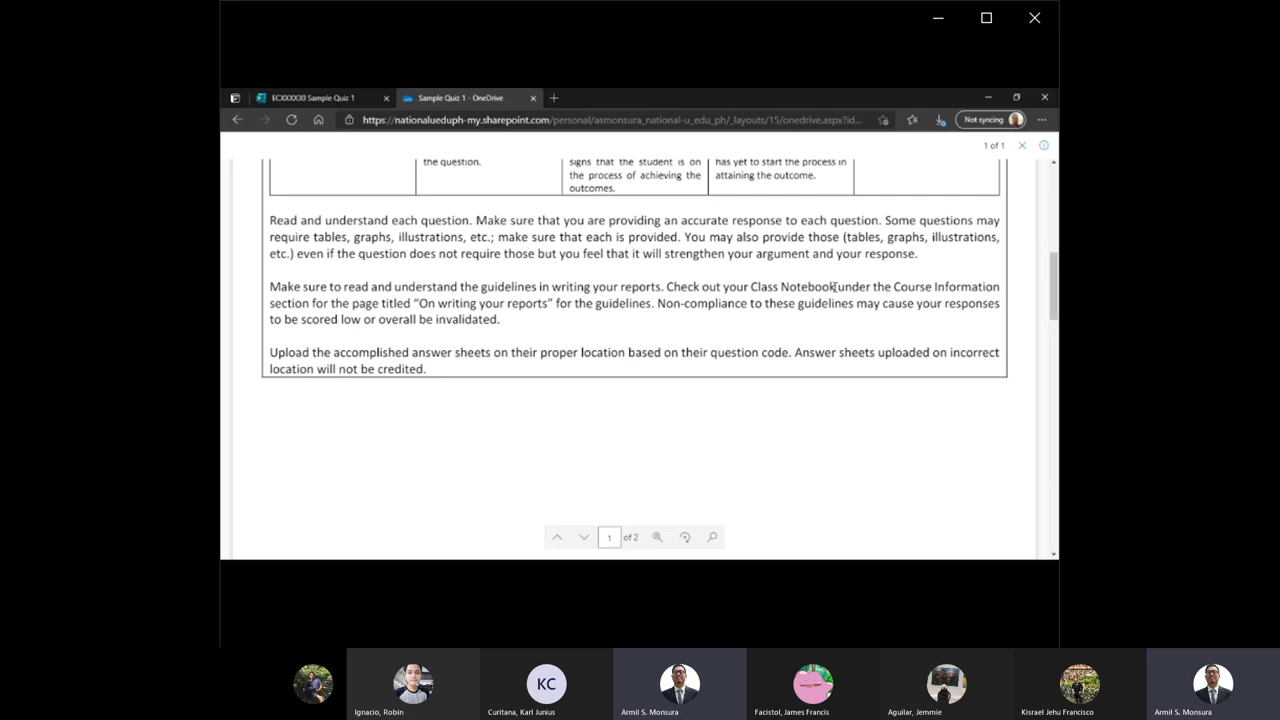 ECXXXX30 Sample Quiz 1
Sample Quiz 1 - OneDrive
https://nationalueduph-my.sharepoint.com/personal/asmonsura_national-u_edu_ph/_layouts/15/onedrive.aspx?id...
Not syncing
1 of 1
the question.
signs that the student is on
the process of achieving the
outcomes.
has yet to start the process in
attaining the outcome.
Read and understand each question. Make sure that you are providing an accurate response to each question. Some questions may
require tables, graphs, illustrations, etc.; make sure that each is provided. You may also provide those (tables, graphs, illustrations,
etc.) even if the question does not require those but you feel that it will strengthen your argument and your response.
Make sure to read and understand the guidelines in writing your reports. Check out your Class Notebook under the Course Information
section for the page titled “On writing your reports” for the guidelines. Non-compliance to these guidelines may cause your responses
to be scored low or overall be invalidated.
Upload the accomplished answer sheets on their proper location based on their question code. Answer sheets uploaded on incorrect
location will not be credited.
1 of 2
KC
Ignacio, Robin
Curitana, Karl Junius
Armil S. Monsura
Facistol, James Francis
Aguilar, Jemmie
Kisrael Jehu Francisco
Armil S. Monsura